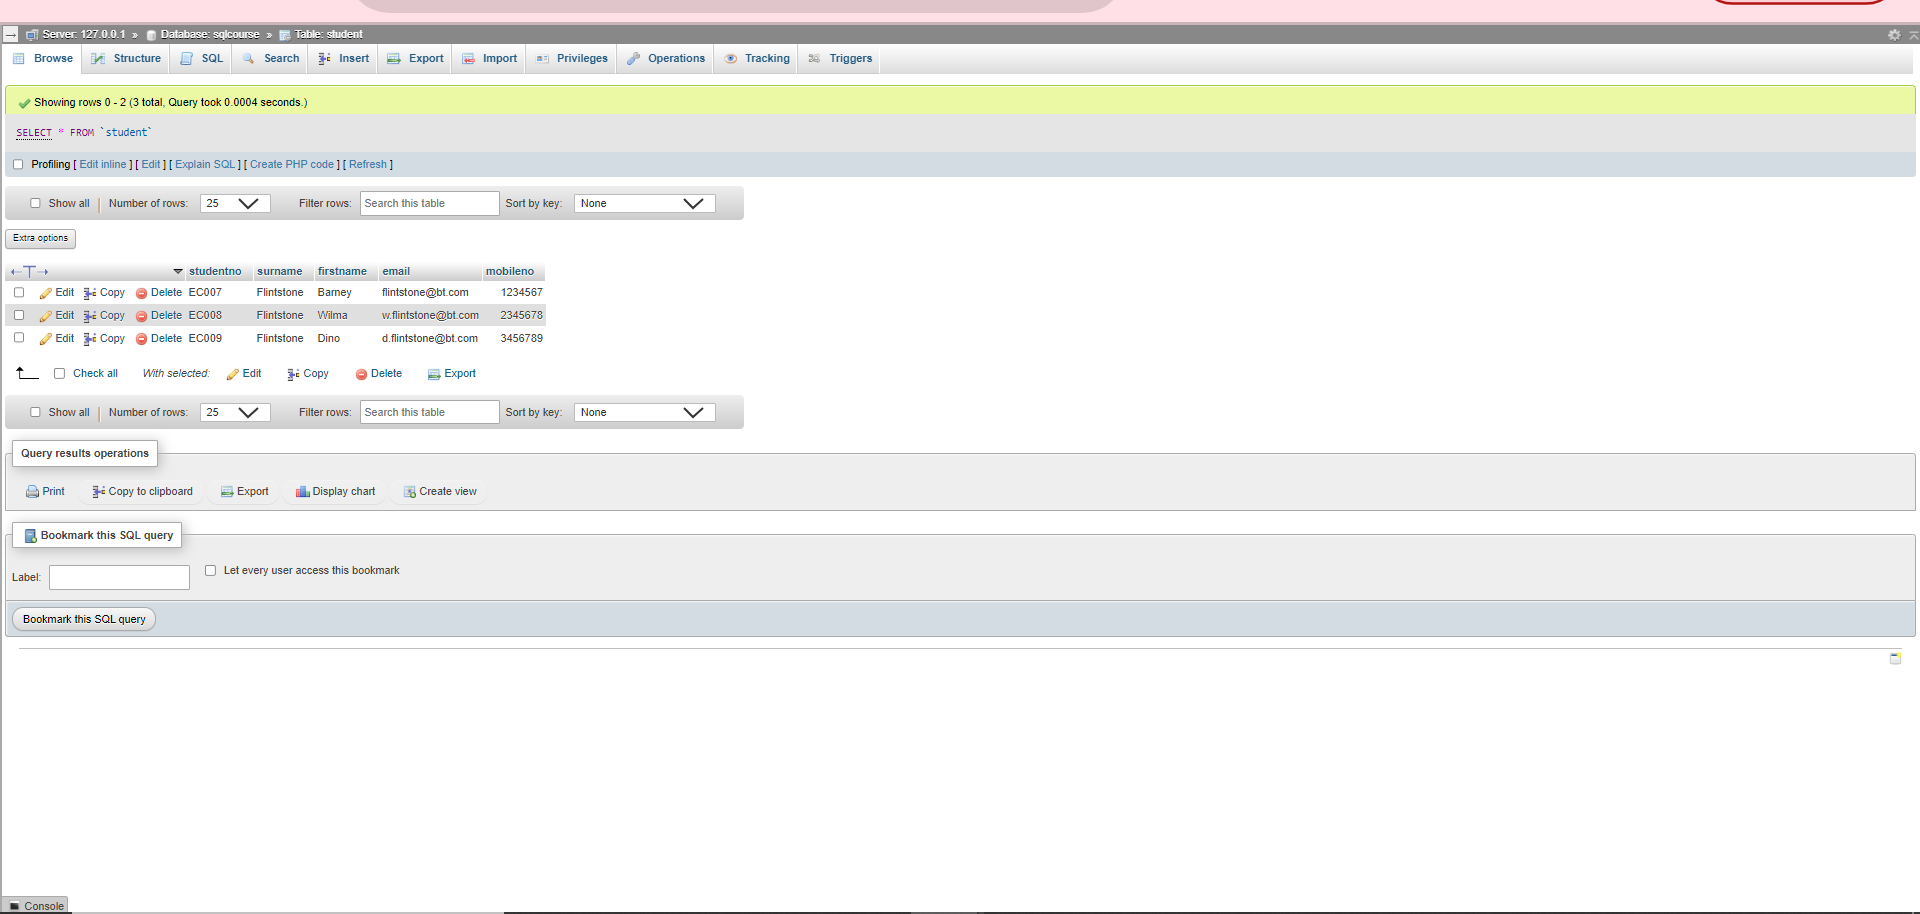 Server: 127.0.0.1 » Database: sqlcourse » Table: student
Browse Structure SQL Search Insert Export Import Privileges Operations Tracking Triggers
Showing rows 0 - 2 (3 total, Query took 0.0004 seconds.)
SELECT * FROM `student`
Profiling [ Edit inline ] [ Edit ] [ Explain SQL ] [ Create PHP code ] [ Refresh ]
Show all Number of rows: 25 Filter rows: Search this table Sort by key: None
Extra options
←T→ studentno surname firstname email mobileno
Edit Copy Delete EC007 Flintstone Barney flintstone@bt.com 1234567
Edit Copy Delete EC008 Flintstone Wilma w.flintstone@bt.com 2345678
Edit Copy Delete EC009 Flintstone Dino d.flintstone@bt.com 3456789
Check all With selected: Edit Copy Delete Export
Show all Number of rows: 25 Filter rows: Search this table Sort by key: None
Query results operations
Print Copy to clipboard Export Display chart Create view
Bookmark this SQL query
Label: Let every user access this bookmark
Bookmark this SQL query
Console